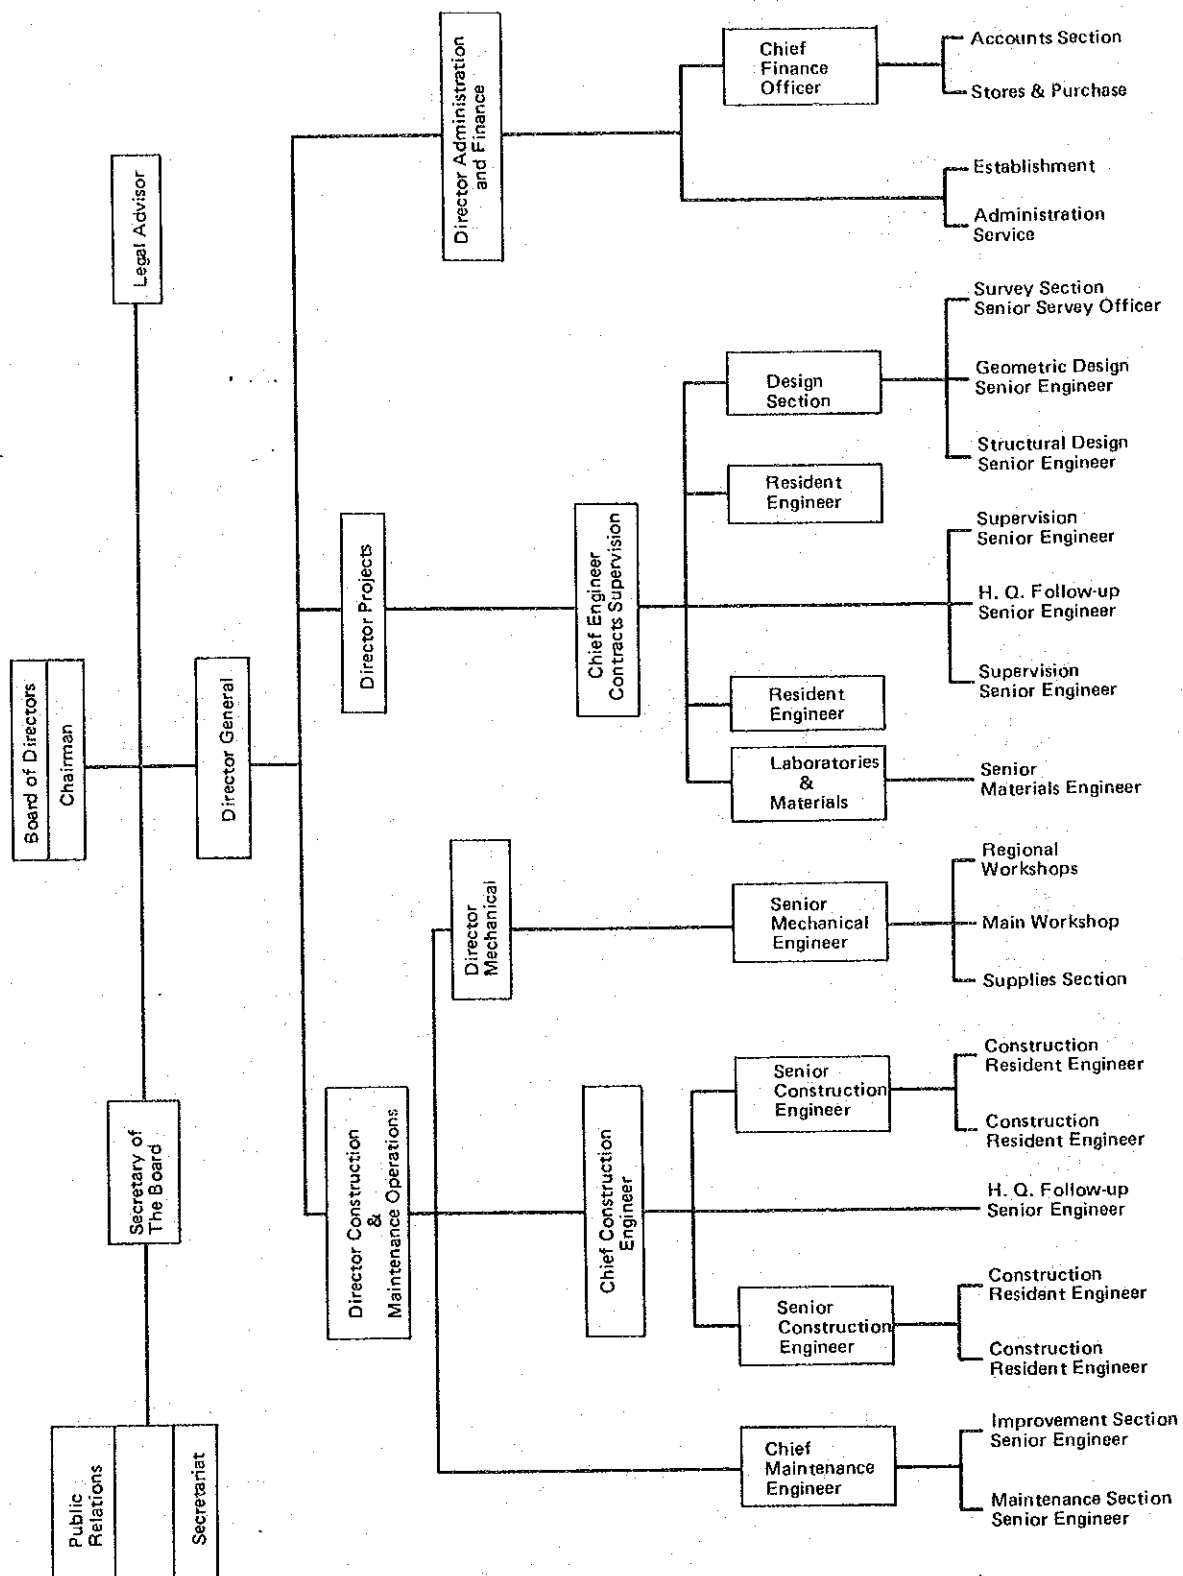 Board of Directors
Chairman
Legal Advisor
Secretary of
The Board
Public
Relations
Secretariat
Director General
Director Administration
and Finance
Director Projects
Director Construction
&
Maintenance Operations
Director
Mechanical
Chief Engineer
Contracts Supervision
Chief Construction
Engineer
Chief
Finance
Officer
Accounts Section
Stores & Purchase
Establishment
Administration
Service
Design
Section
Survey Section
Senior Servey Officer
Geometric Design
Senior Engineer
Structural Design
Senior Engineer
Resident
Engineer
Supervision
Senior Engineer
H. Q. Follow-up
Senior Engineer
Supervision
Senior Engineer
Resident
Engineer
Laboratories
&
Materials
Senior
Materials Engineer
Senior
Mechanical
Engineer
Regional
Workshops
Main Workshop
Supplies Section
Senior
Construction
Engineer
Construction
Resident Engineer
Construction
Resident Engineer
H. Q. Follow-up
Senior Engineer
Senior
Construction
Engineer
Construction
Resident Engineer
Construction
Resident Engineer
Chief
Maintenance
Engineer
Improvement Section
Senior Engineer
Maintenance Section
Senior Engineer